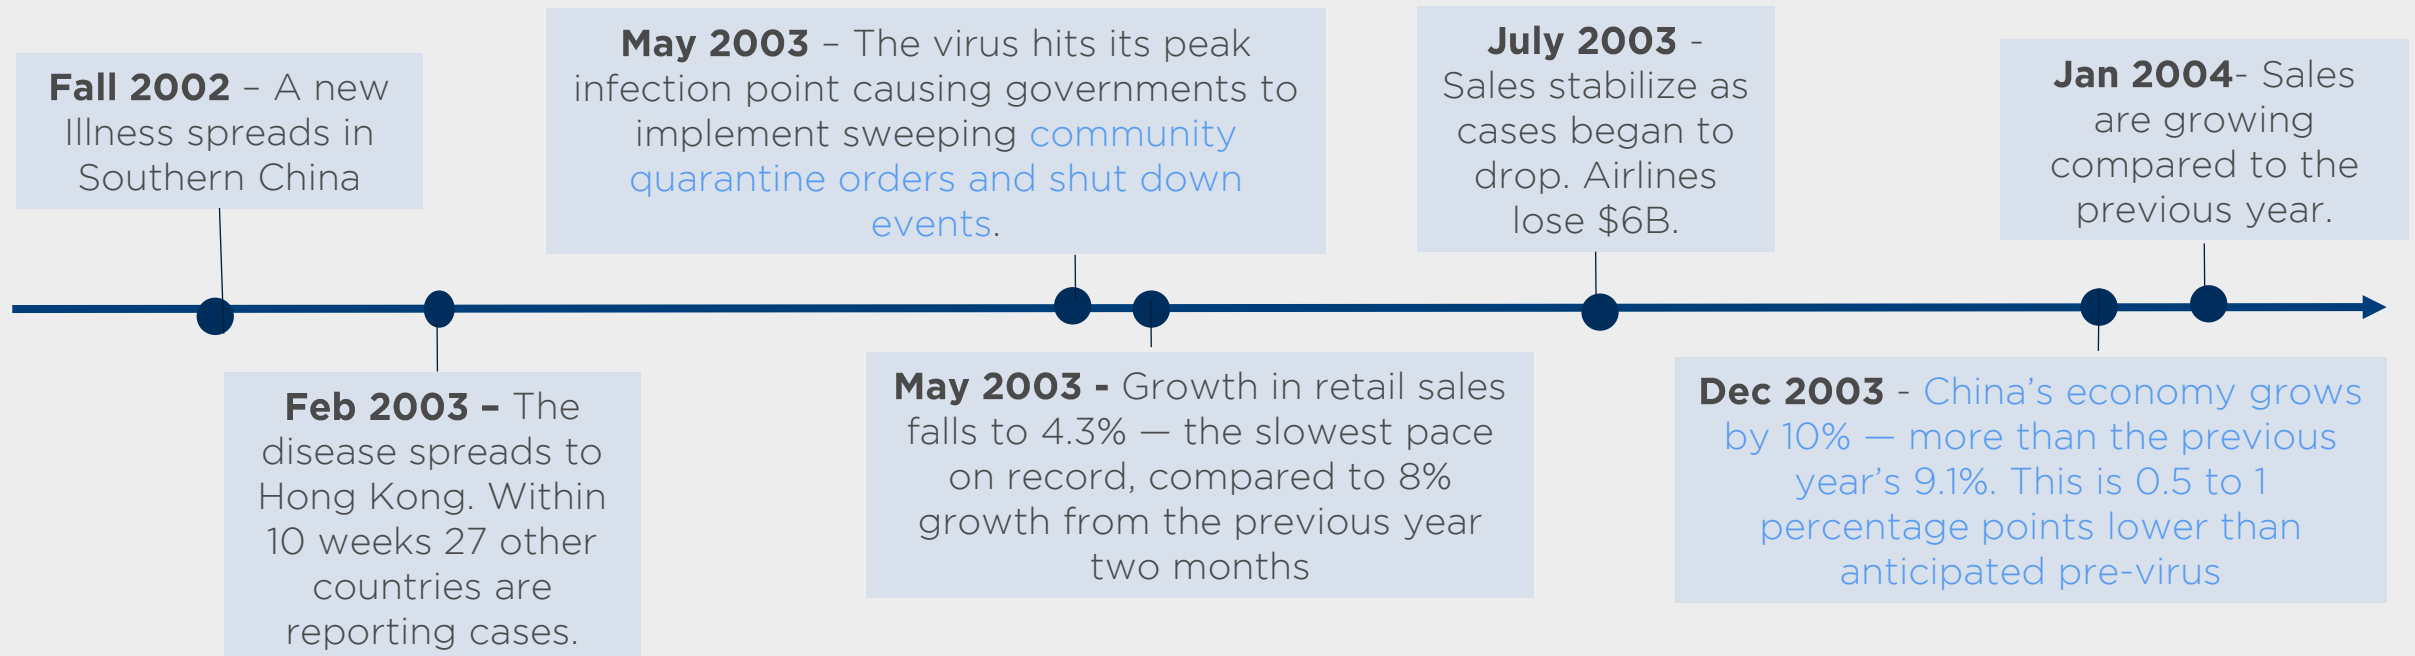 Fall 2002 – A new
Illness spreads in
Southern China
Feb 2003 – The
disease spreads to
Hong Kong. Within
10 weeks 27 other
countries are
reporting cases.
May 2003 – The virus hits its peak
infection point causing governments to
implement sweeping community
quarantine orders and shut down
events.
May 2003 - Growth in retail sales
falls to 4.3% — the slowest pace
on record, compared to 8%
growth from the previous year
two months
July 2003 -
Sales stabilize as
cases began to
drop. Airlines
lose $6B.
Dec 2003 - China’s economy grows
by 10% — more than the previous
year’s 9.1%. This is 0.5 to 1
percentage points lower than
anticipated pre-virus
Jan 2004- Sales
are growing
compared to the
previous year.